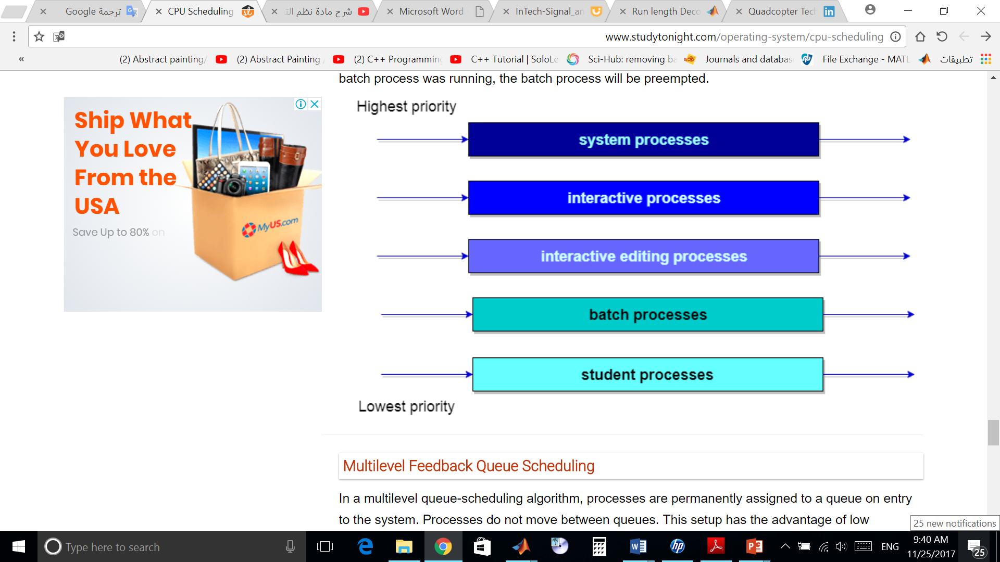 ترجمة Google
CPU Scheduling
شرح مادة نظم الت
Microsoft Word
InTech-Signal_an
Run length Deco
Quadcopter Tech
www.studytonight.com/operating-system/cpu-scheduling
«
(2) Abstract painting/
(2) Abstract Painting /
(2) C++ Programming
C++ Tutorial | SoloLe
Sci-Hub: removing ba
Journals and databas
File Exchange - MATL
تطبيقات
batch process was running, the batch process will be preempted.
Ship What
You Love
From the
USA
Save Up to 80% on
MyUS.com
Highest priority
system processes
interactive processes
interactive editing processes
batch processes
student processes
Lowest priority
Multilevel Feedback Queue Scheduling
In a multilevel queue-scheduling algorithm, processes are permanently assigned to a queue on entry
to the system. Processes do not move between queues. This setup has the advantage of low
25 new notifications
Type here to search
ENG
9:40 AM
11/25/2017
25